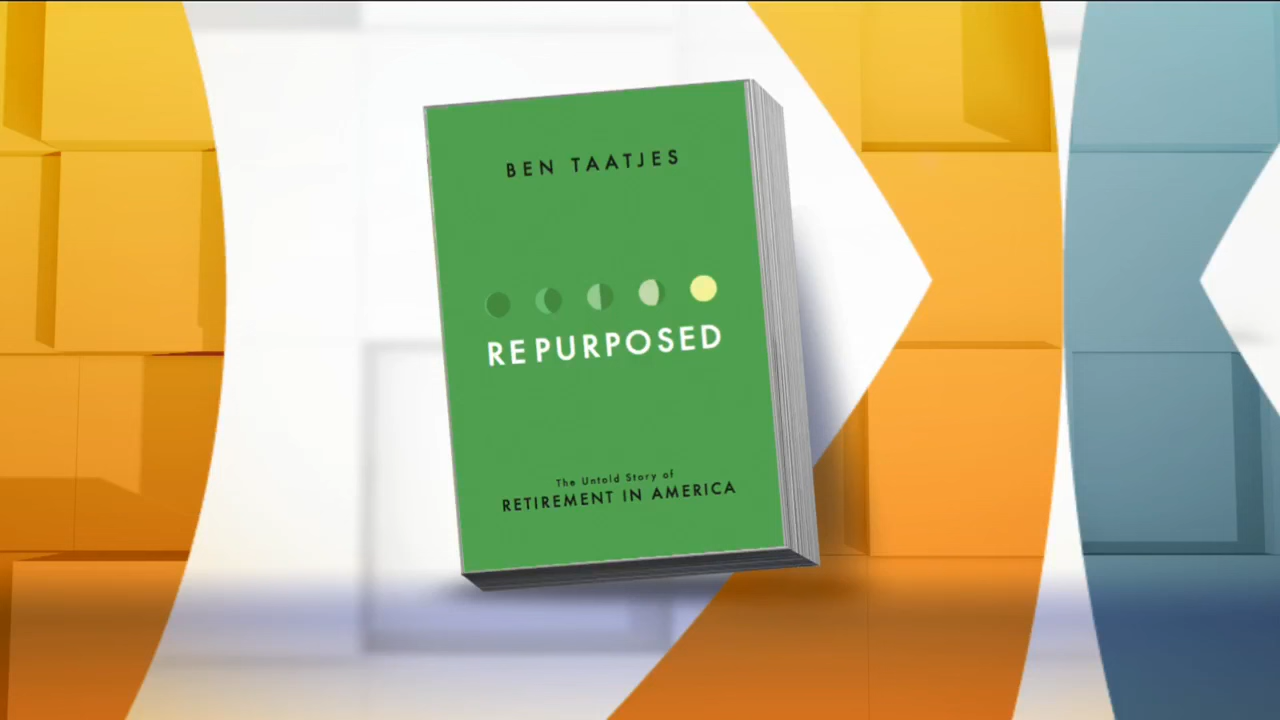 BEN TAATJES
REPURPOSED
The Untold Story of
RETIREMENT IN AMERICA